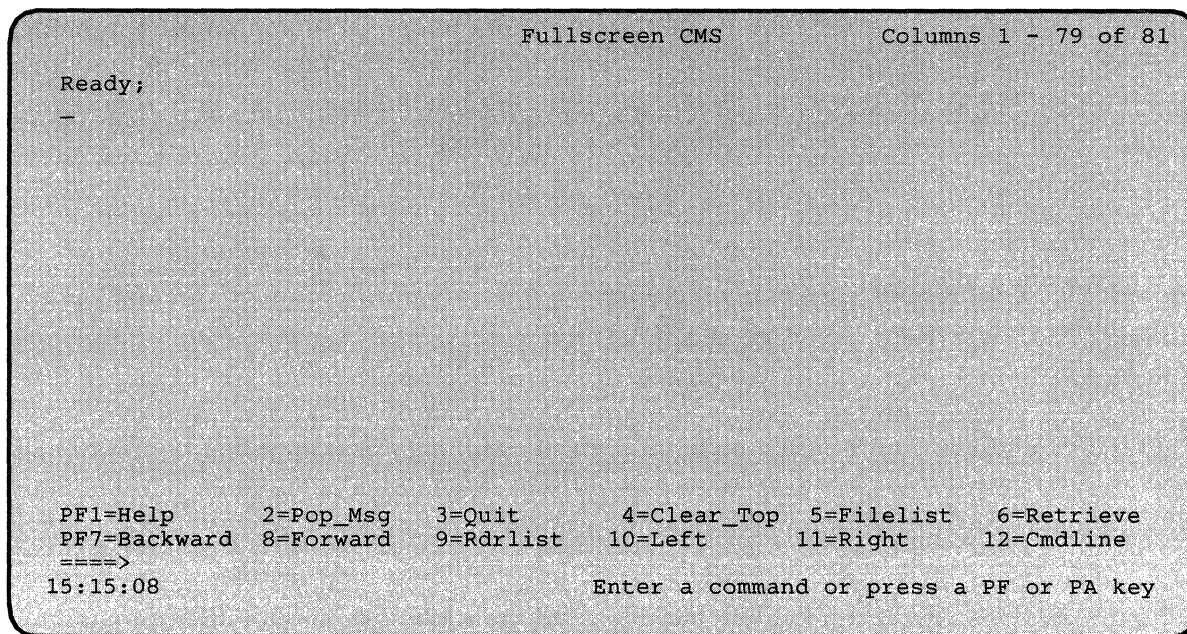 Fullscreen CMS Columns 1 - 79 of 81
Ready;
_
PF1=Help 2=Pop_Msg 3=Quit 4=Clear_Top 5=Filelist 6=Retrieve
PF7=Backward 8=Forward 9=Rdrlist 10=Left 11=Right 12=Cmdline
====>
15:15:08 Enter a command or press a PF or PA key